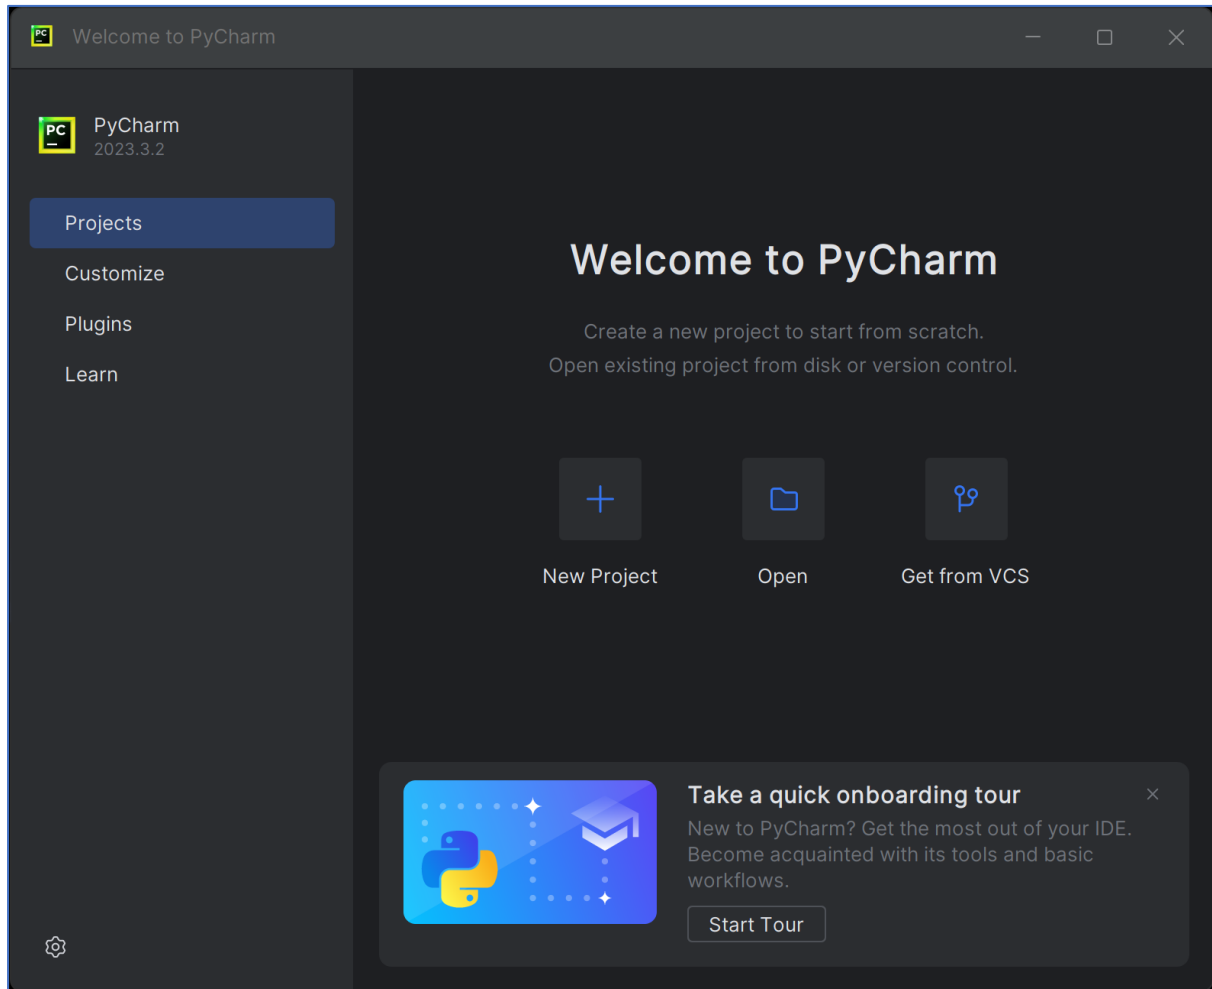 PC
Welcome to PyCharm
PC
PyCharm
2023.3.2
Projects
Customize
Plugins
Learn
Welcome to PyCharm
Create a new project to start from scratch.
Open existing project from disk or version control.
New Project
Open
Get from VCS
Take a quick onboarding tour
New to PyCharm? Get the most out of your IDE.
Become acquainted with its tools and basic
workflows.
Start Tour